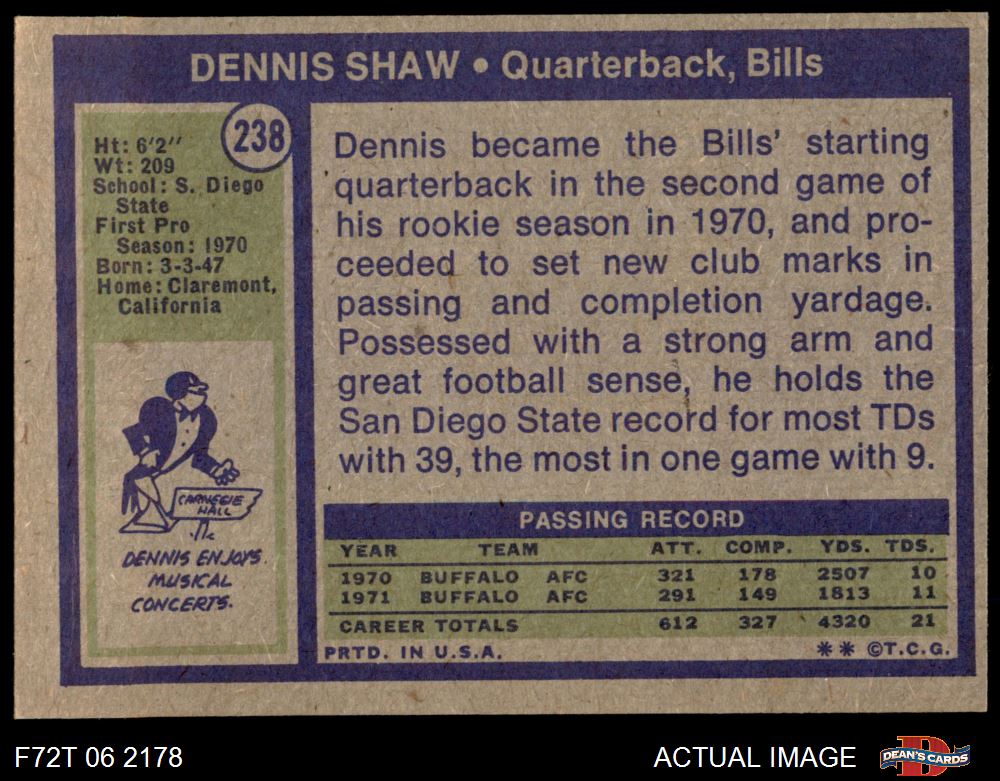 DENNIS SHAW • Quarterback, Bills
238
Ht: 6'2''
Wt: 209
School: S. Diego
State
First Pro
Season: 1970
Born: 3-3-47
Home: Claremont,
California
CARNEGIE
HALL
DENNIS ENJOYS
MUSICAL
CONCERTS.
Dennis became the Bills' starting
quarterback in the second game of
his rookie season in 1970, and pro-
ceeded to set new club marks in
passing and completion yardage.
Possessed with a strong arm and
great football sense, he holds the
San Diego State record for most TDs
with 39, the most in one game with 9.
PASSING RECORD
YEAR TEAM ATT. COMP. YDS. TDS.
1970 BUFFALO AFC 321 178 2507 10
1971 BUFFALO AFC 291 149 1813 11
CAREER TOTALS 612 327 4320 21
PRTD. IN U.S.A. ** ©T.C.G.
F72T 06 2178 ACTUAL IMAGE DEAN'S CARDS